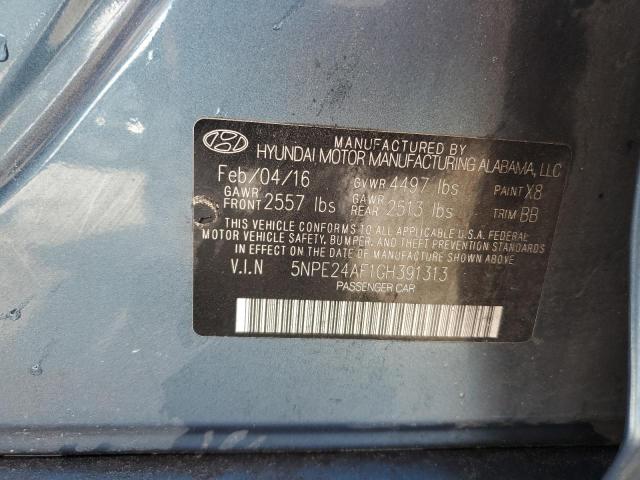 MANUFACTURED BY
HYUNDAI MOTOR MANUFACTURING ALABAMA, LLC
Feb/04/16 GVWR 4497 lbs PAINT X8
GAWR FRONT 2557 lbs GAWR REAR 2513 lbs TRIM BB
THIS VEHICLE CONFORMS TO ALL APPLICABLE U.S.A. FEDERAL
MOTOR VEHICLE SAFETY, BUMPER, AND THEFT PREVENTION STANDARDS
IN EFFECT ON THE DATE OF MANUFACTURE SHOWN ABOVE.
V.I.N 5NPE24AF1GH391313
PASSENGER CAR